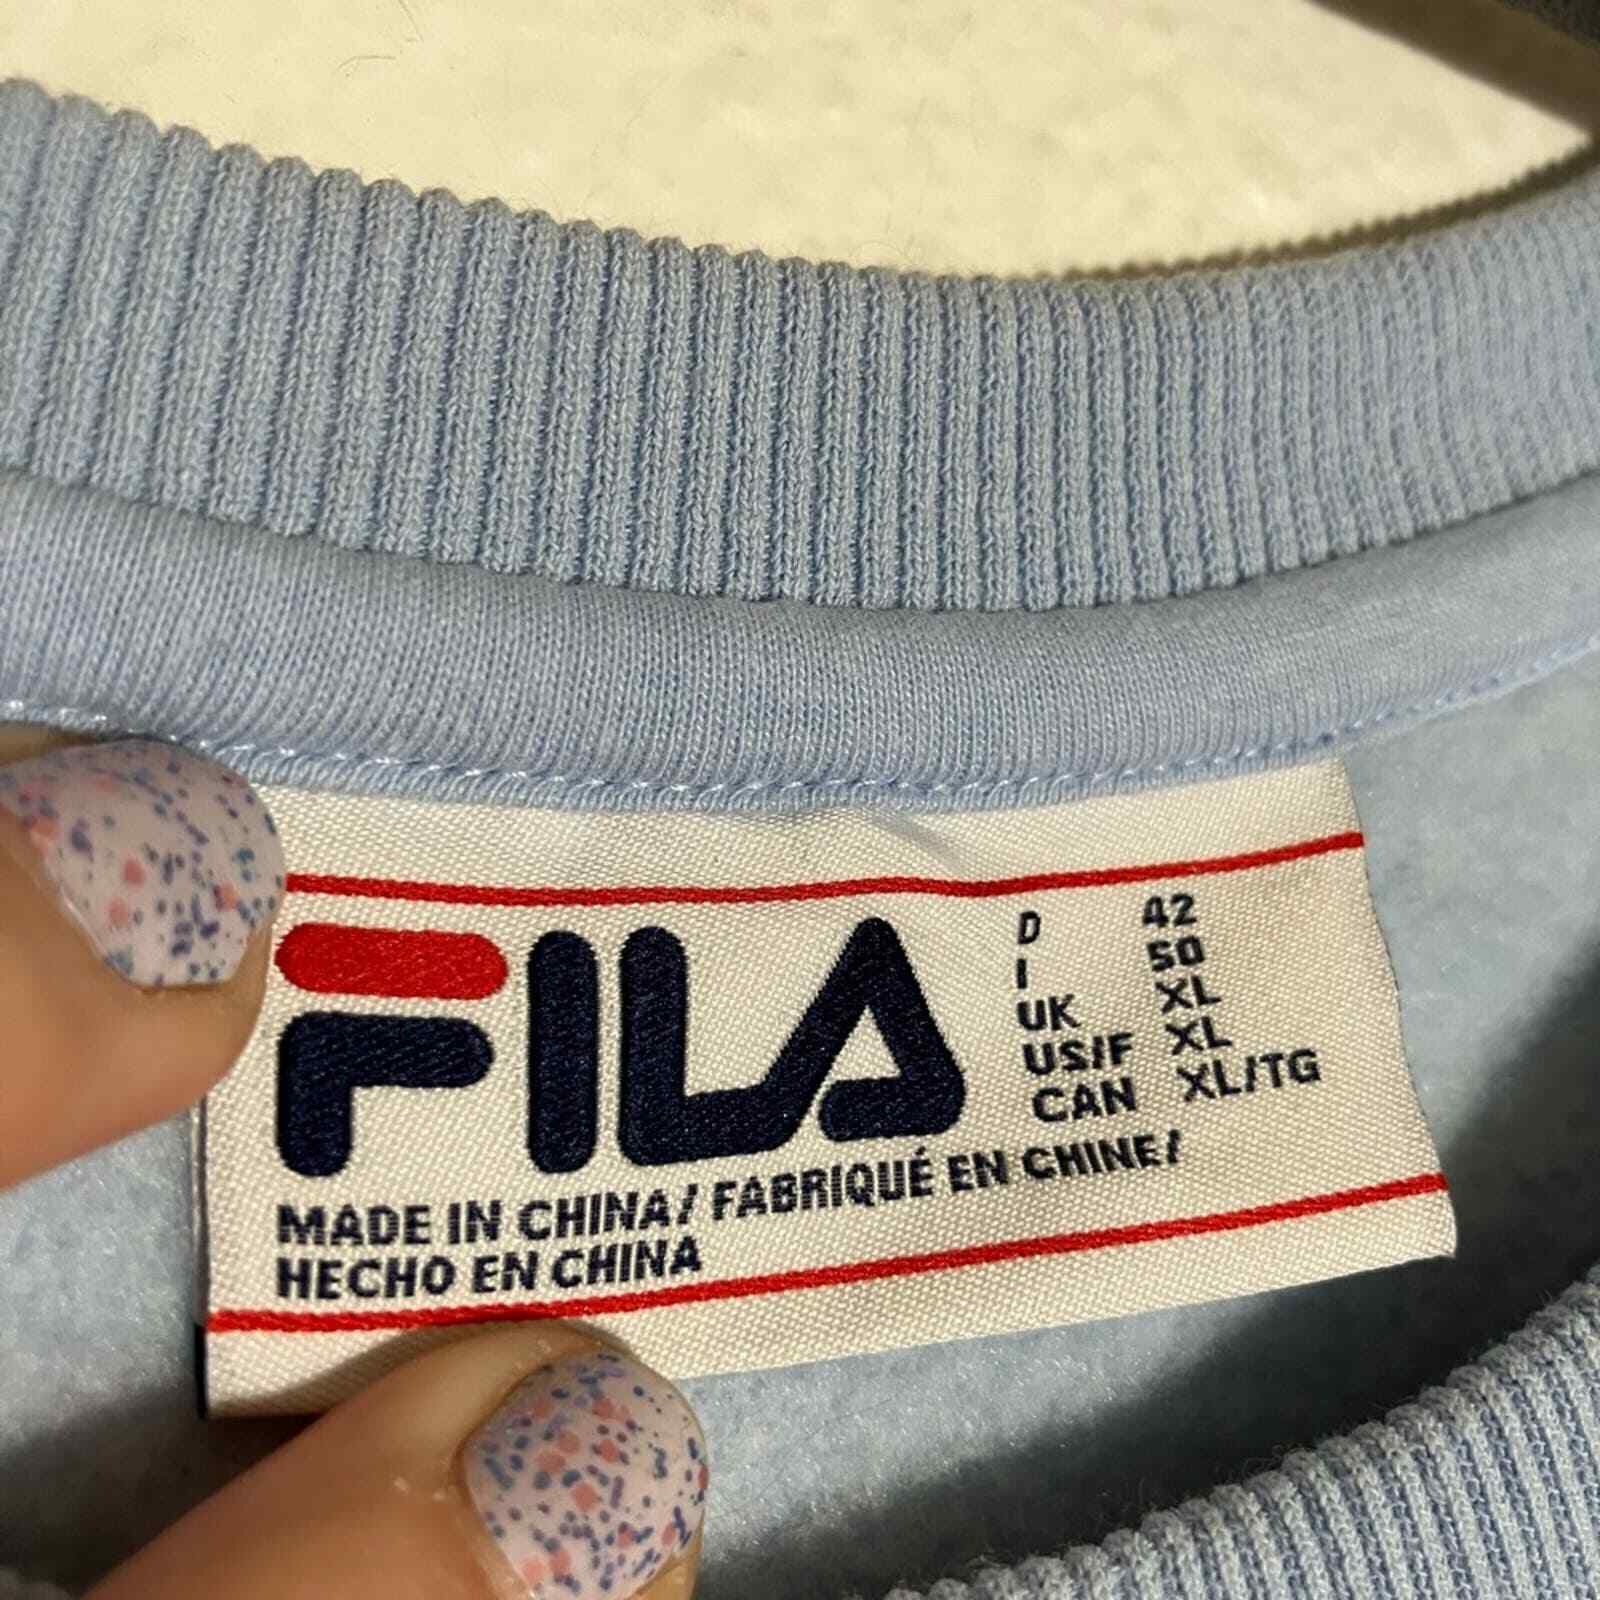 FILA
D 42
I 50
UK XL
US/F XL
CAN XL/TG
MADE IN CHINA/ FABRIQUÉ EN CHINE/
HECHO EN CHINA